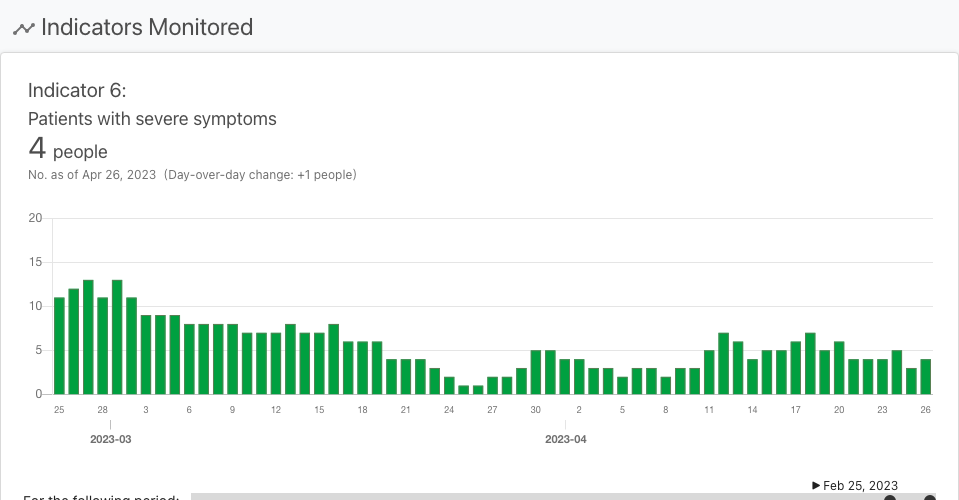 Indicators Monitored
Indicator 6:
Patients with severe symptoms
4 people
No. as of Apr 26, 2023 (Day-over-day change: +1 people)
20
15
10
5
0
25 28 3 6 9 12 15 18 21 24 27 30 2 5 8 11 14 17 20 23 26
2023-03 2023-04
▶ Feb 25, 2023
For the following period: